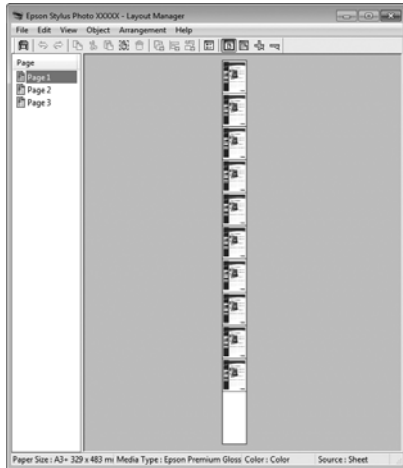 Epson Stylus Photo XXXXX - Layout Manager
File Edit View Object Arrangement Help
Page
Page 1
Page 2
Page 3
Paper Size : A3+ 329 x 483 mi Media Type : Epson Premium Gloss Color : Color Source : Sheet